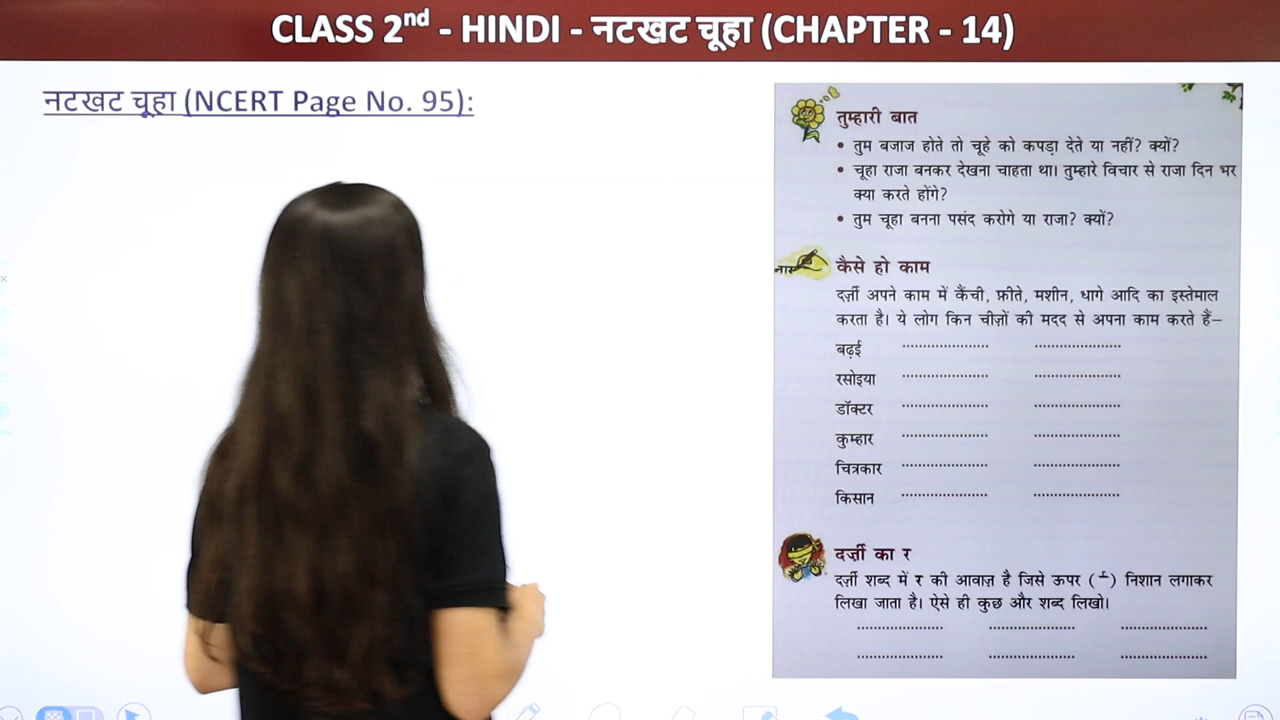 CLASS 2nd - HINDI - नटखट चूहा (CHAPTER - 14)
नटखट चूहा (NCERT Page No. 95):
तुम्हारी बात
• तुम बजाज होते तो चूहे को कपड़ा देते या नहीं? क्यों?
• चूहा राजा बनकर देखना चाहता था। तुम्हारे विचार से राजा दिन भर
क्या करते होंगे?
• तुम चूहा बनना पसंद करोगे या राजा? क्यों?
कैसे हो काम
दर्ज़ी अपने काम में कैंची, फ़ीते, मशीन, धागे आदि का इस्तेमाल
करता है। ये लोग किन चीज़ों की मदद से अपना काम करते हैं–
बढ़ई ...................... ......................
रसोइया ...................... ......................
डॉक्टर ...................... ......................
कुम्हार ...................... ......................
चित्रकार ...................... ......................
किसान ...................... ......................
दर्ज़ी का र
दर्ज़ी शब्द में र की आवाज़ है जिसे ऊपर (र्) निशान लगाकर
लिखा जाता है। ऐसे ही कुछ और शब्द लिखो।
...................... ...................... ......................
...................... ...................... ......................